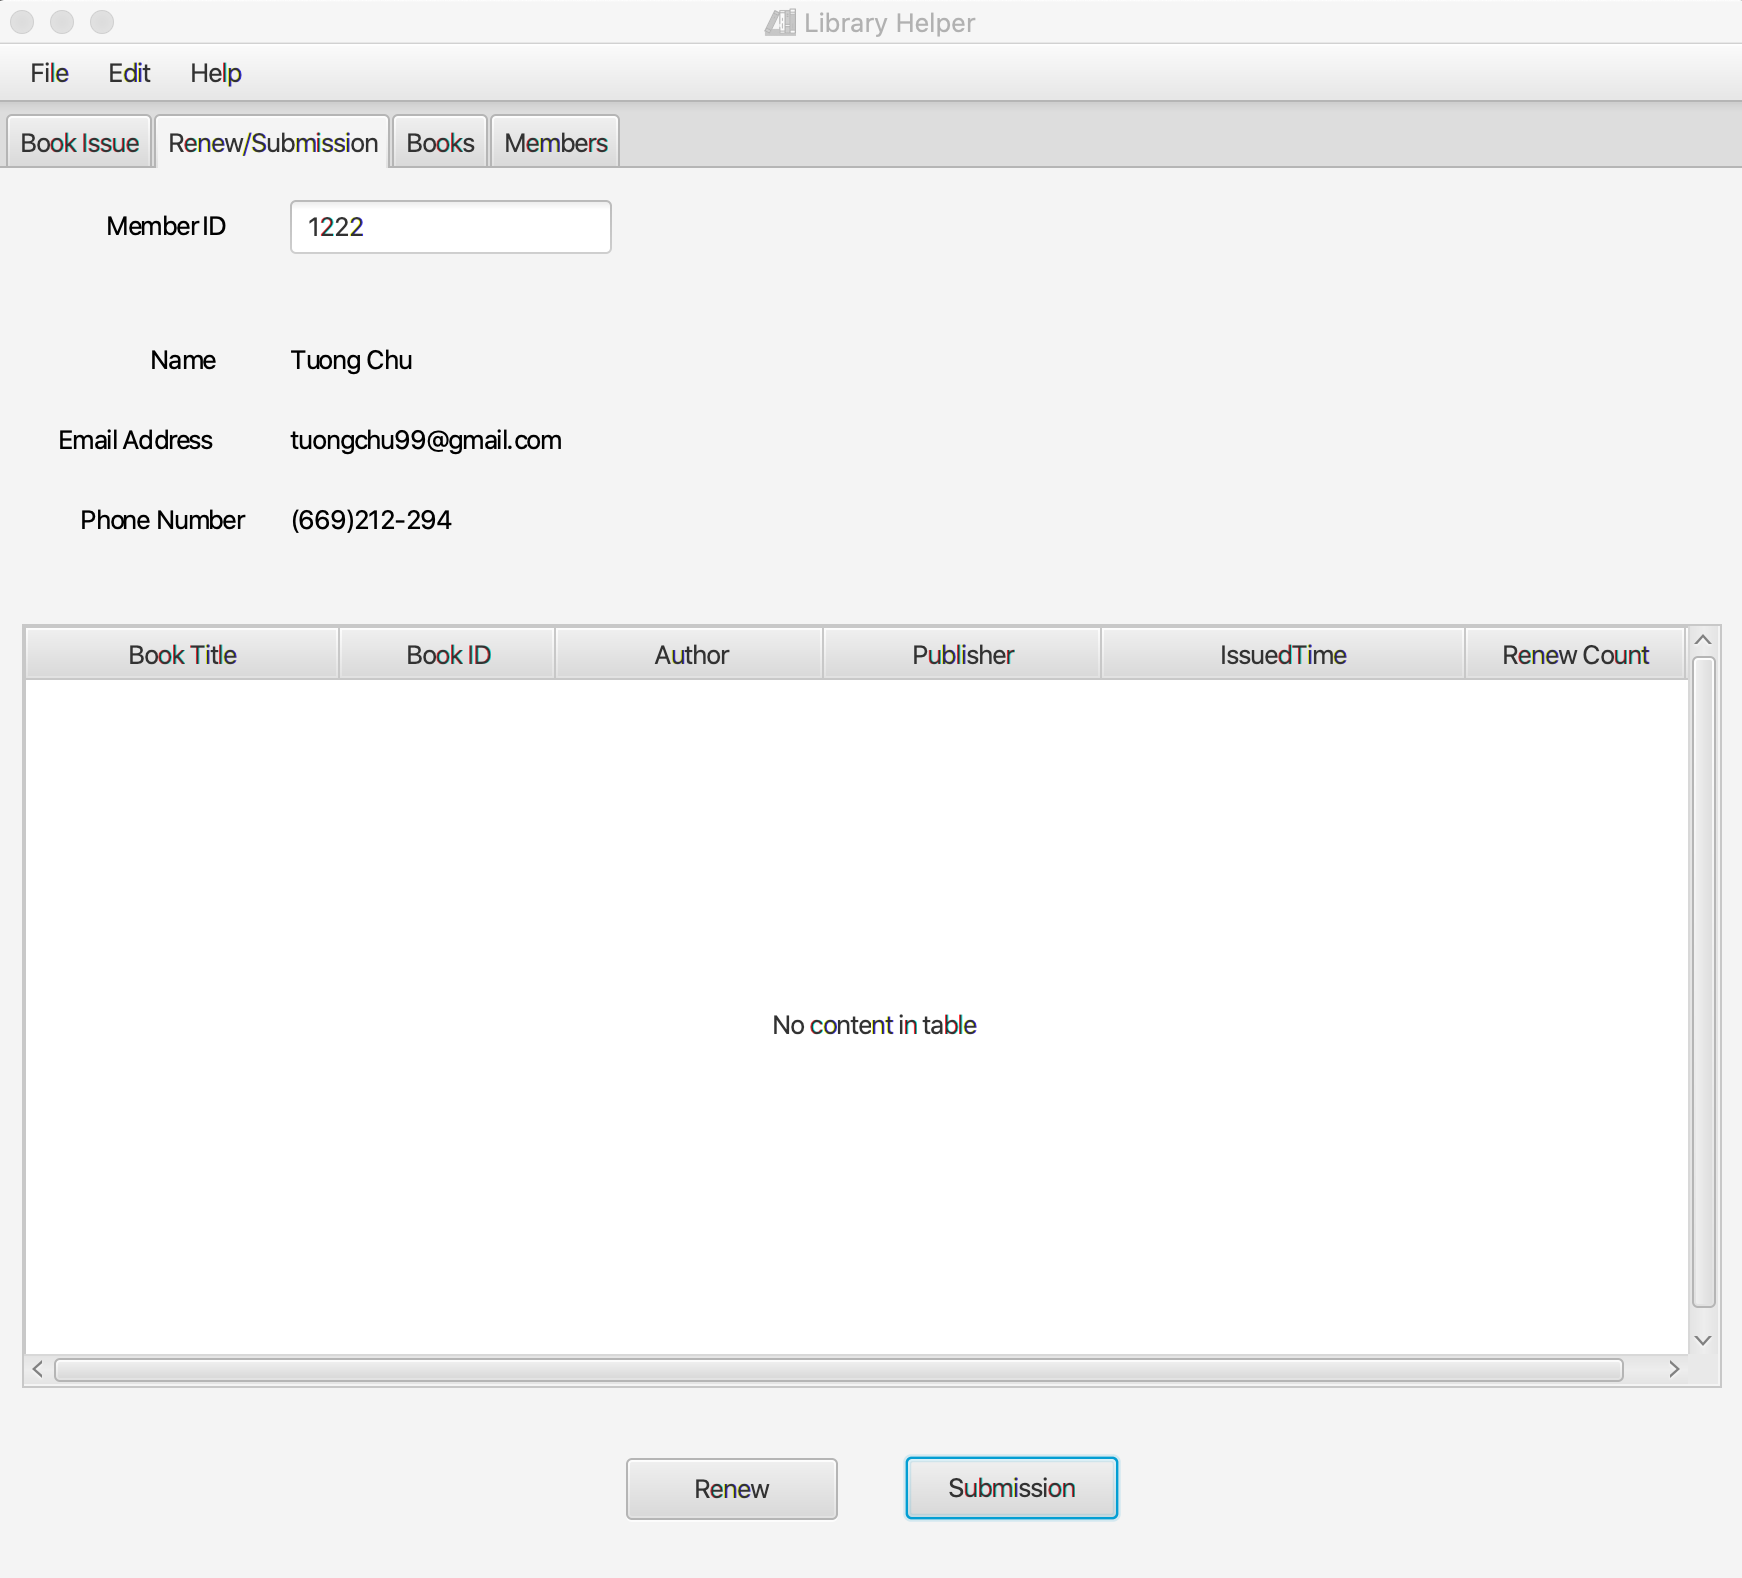 Library Helper
File Edit Help
Book Issue Renew/Submission Books Members
Member ID 1222
Name Tuong Chu
Email Address tuongchu99@gmail.com
Phone Number (669)212-294
Book Title Book ID Author Publisher IssuedTime Renew Count
No content in table
Renew Submission